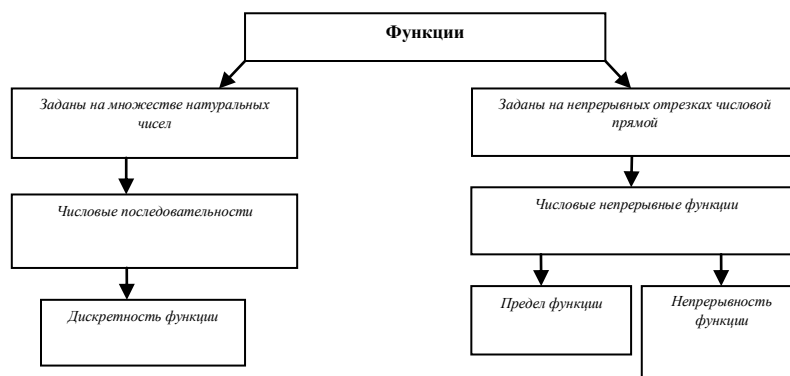 Функции
Заданы на множестве натуральных
чисел
Заданы на непрерывных отрезках числовой
прямой
Числовые последовательности
Числовые непрерывные функции
Дискретность функции
Предел функции
Непрерывность
функции